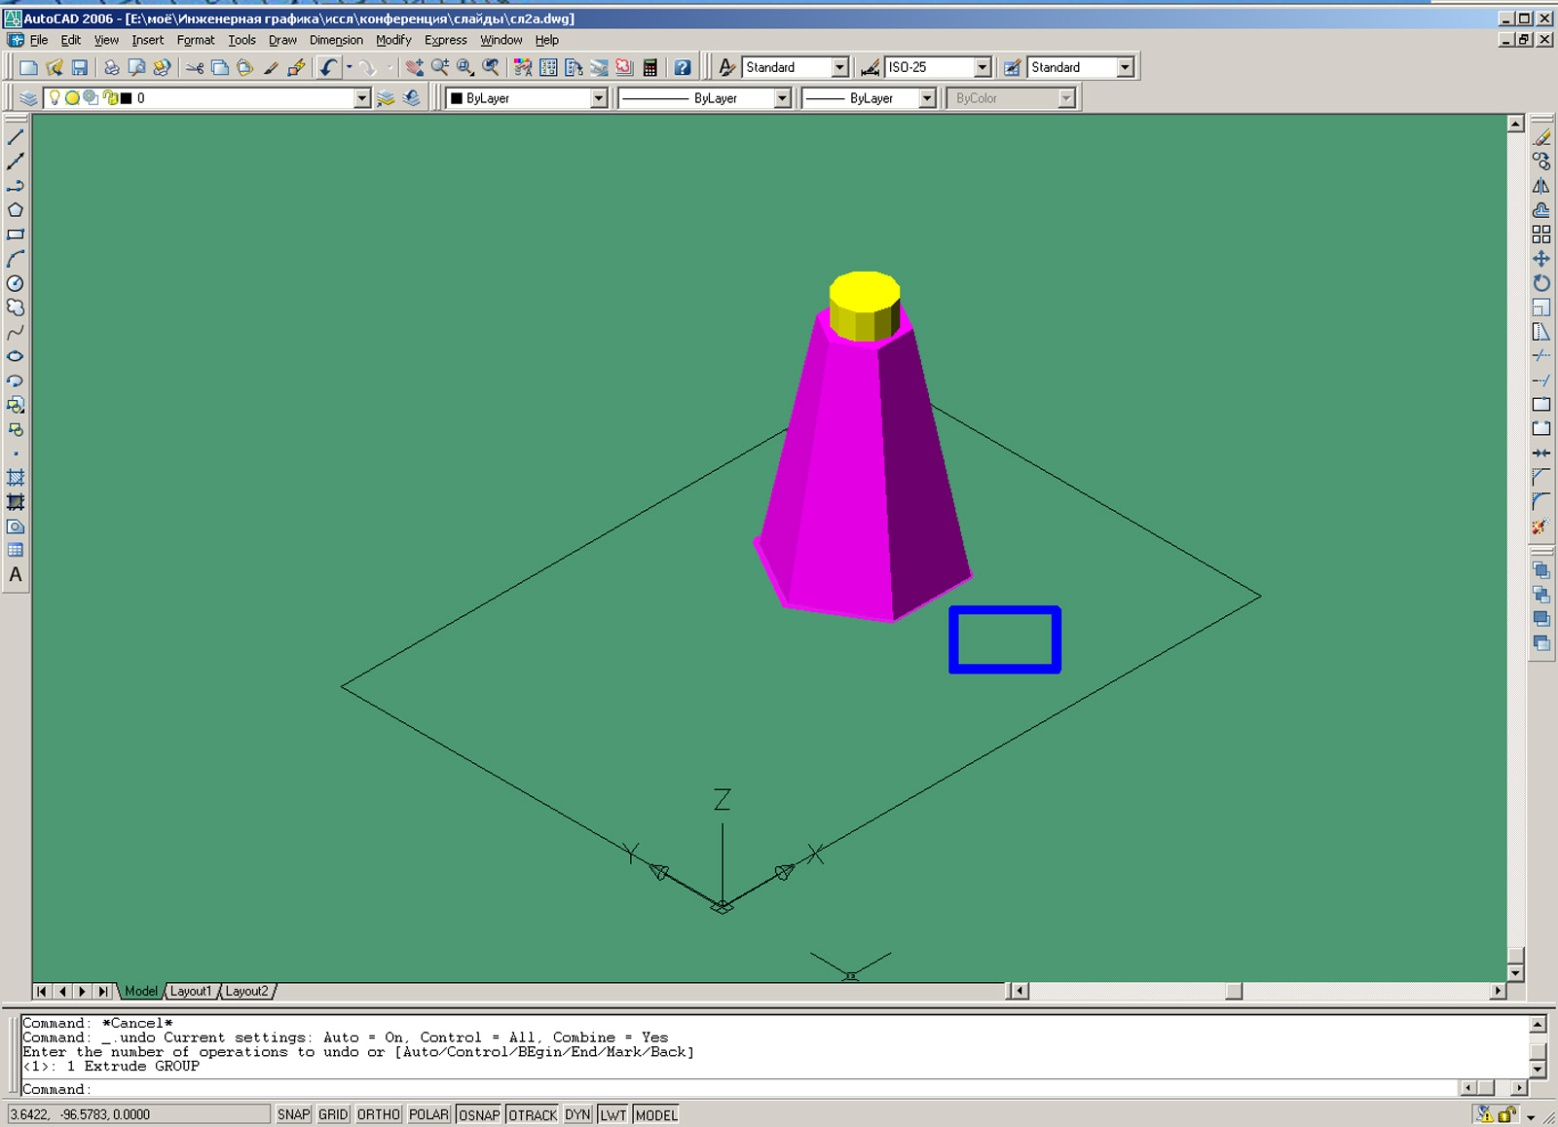 AutoCAD 2006 - [E:\моё\Инженерная графика\иссл\конференция\слайды\сл2a.dwg]
File Edit View Insert Format Tools Draw Dimension Modify Express Window Help
Standard ISO-25 Standard
0 ByLayer ByLayer ByLayer ByColor
A
Z
Y X
Model Layout1 Layout2
Command: *Cancel*
Command: _.undo Current settings: Auto = On, Control = All, Combine = Yes
Enter the number of operations to undo or [Auto/Control/BEgin/End/Mark/Back]
<1>: 1 Extrude GROUP
Command:
3.6422, -96.5783, 0.0000 SNAP GRID ORTHO POLAR OSNAP OTRACK DYN LWT MODEL